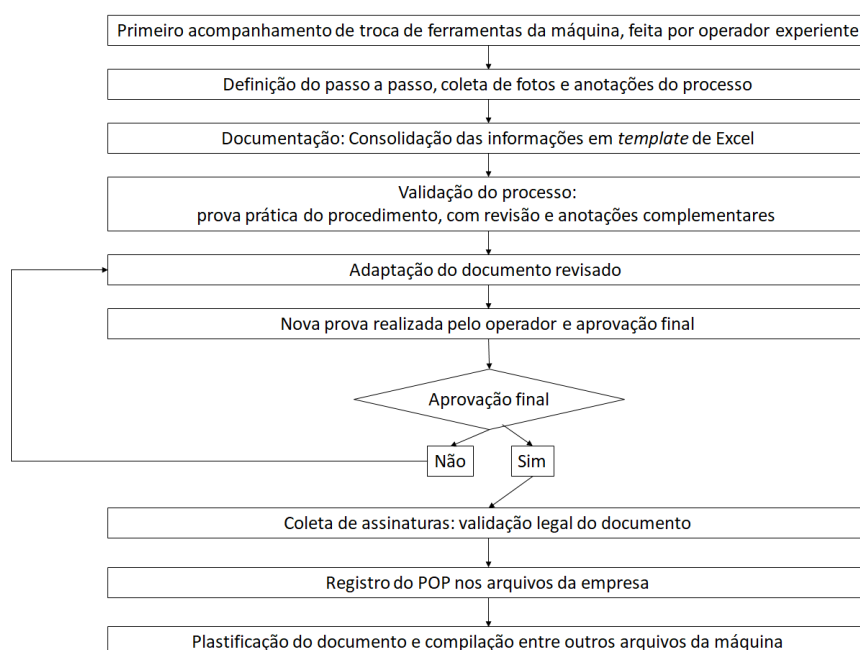 Primeiro acompanhamento de troca de ferramentas da máquina, feita por operador experiente
Definição do passo a passo, coleta de fotos e anotações do processo
Documentação: Consolidação das informações em template de Excel
Validação do processo:
prova prática do procedimento, com revisão e anotações complementares
Adaptação do documento revisado
Nova prova realizada pelo operador e aprovação final
Aprovação final
Não
Sim
Coleta de assinaturas: validação legal do documento
Registro do POP nos arquivos da empresa
Plastificação do documento e compilação entre outros arquivos da máquina